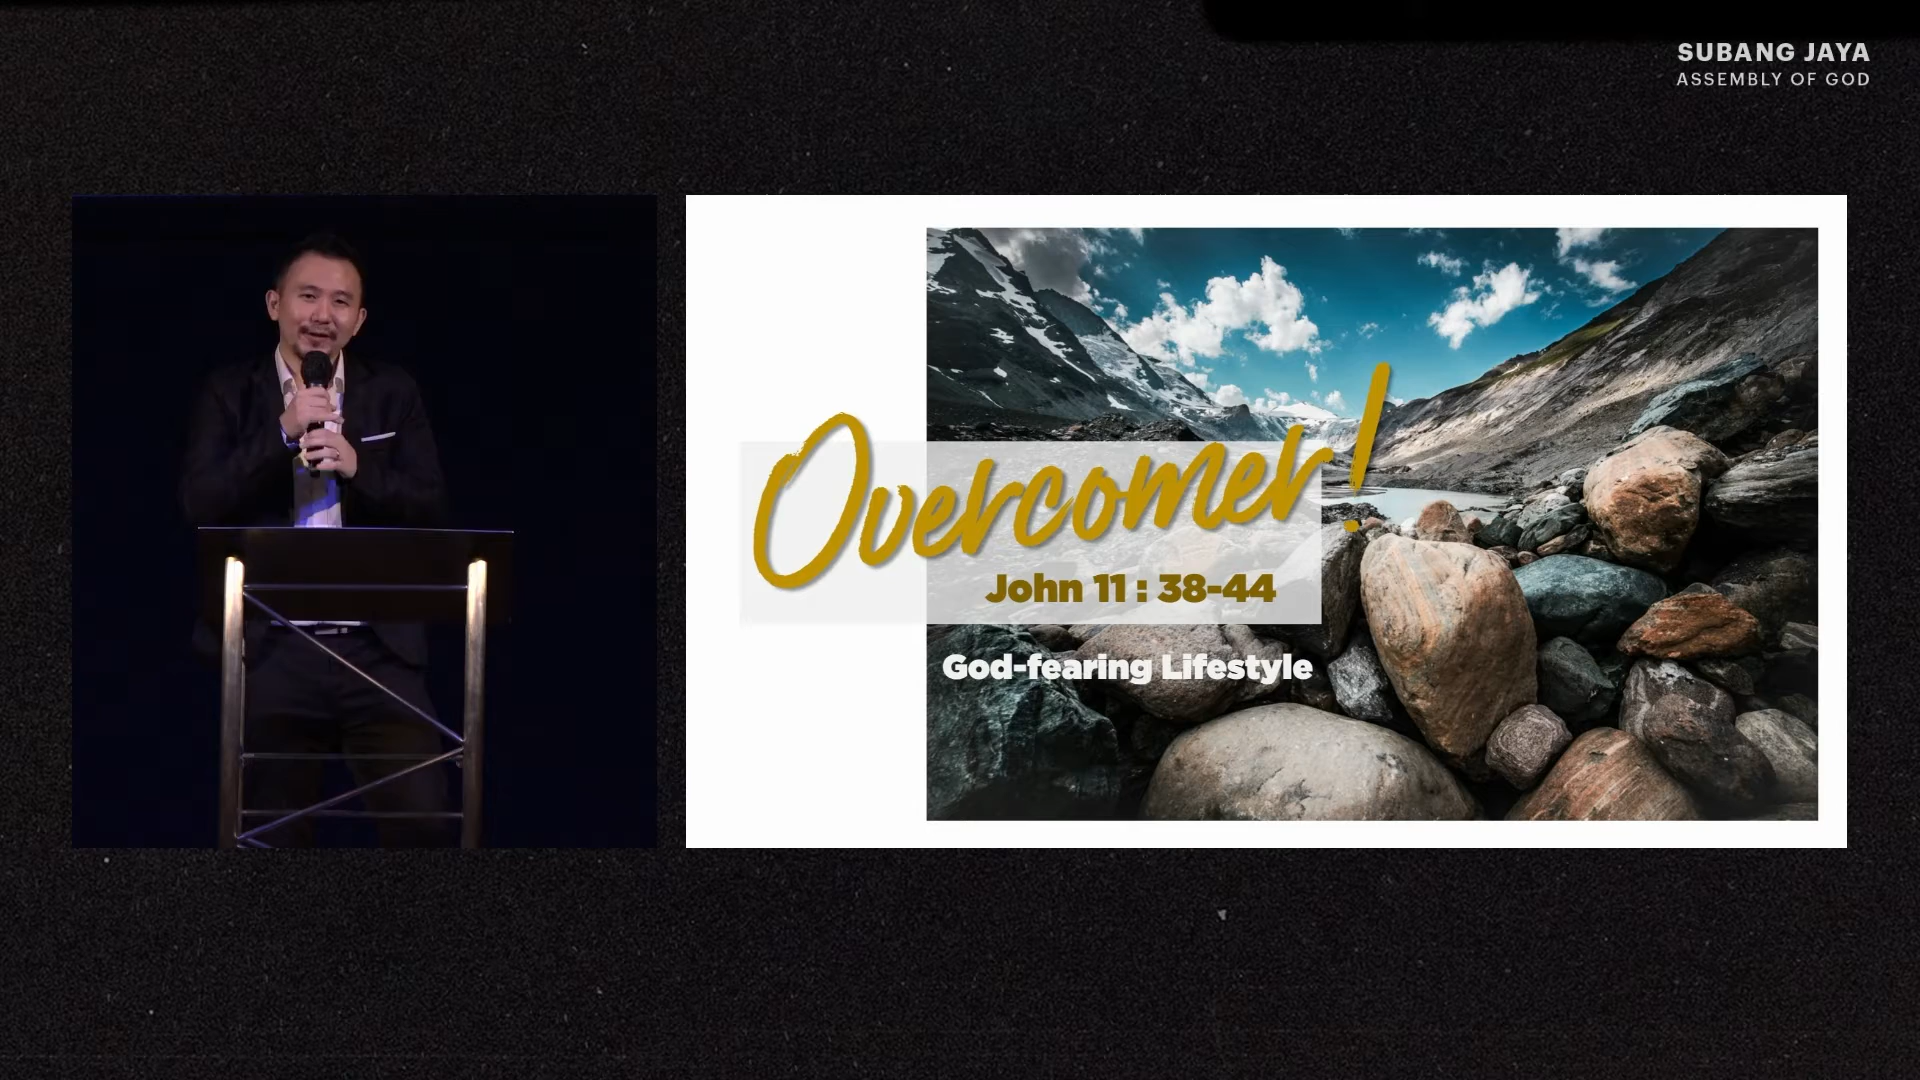 SUBANG JAYA
ASSEMBLY OF GOD
Overcomer!
John 11 : 38-44
God-fearing Lifestyle